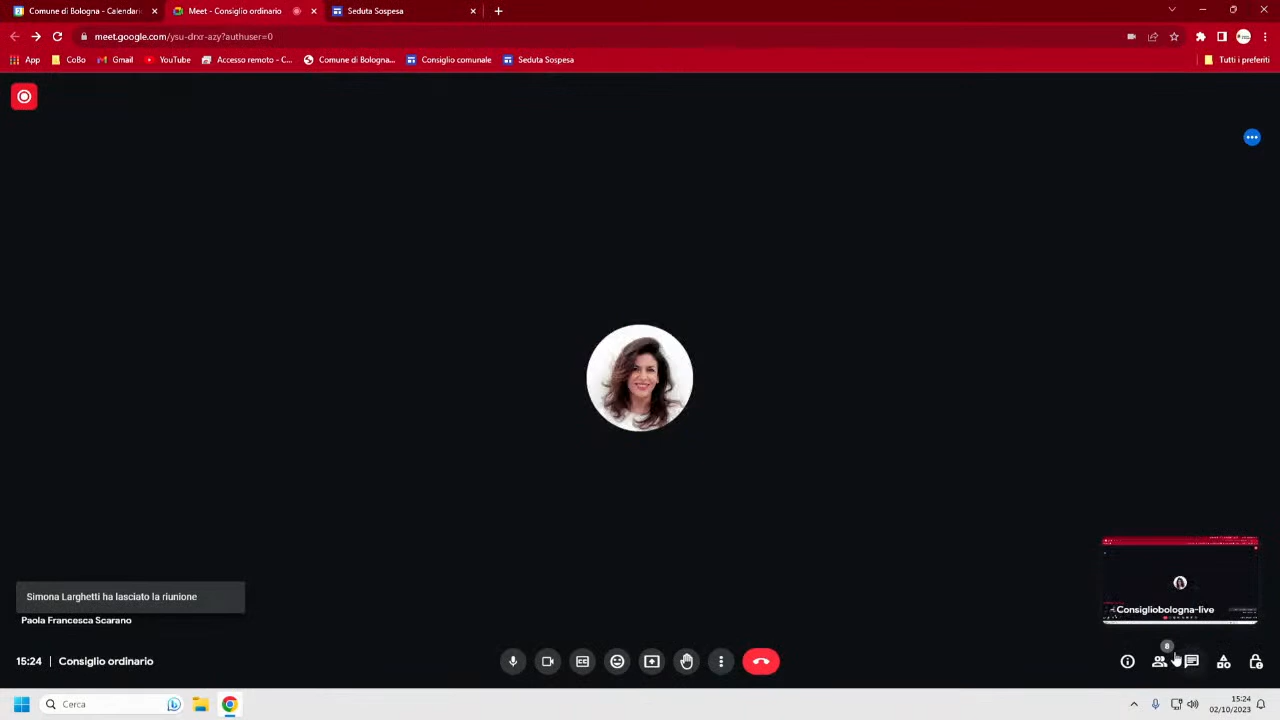 Comune di Bologna - Calendari
Meet - Consiglio ordinario
Seduta Sospesa
meet.google.com/ysu-drxr-azy?authuser=0
App
CoBo
Gmail
YouTube
Accesso remoto - C...
Comune di Bologna...
Consiglio comunale
Seduta Sospesa
Tutti i preferiti
Simona Larghetti ha lasciato la riunione
Paola Francesca Scarano
Consigliobologna-live
15:24 | Consiglio ordinario
8
Cerca
15:24
02/10/2023